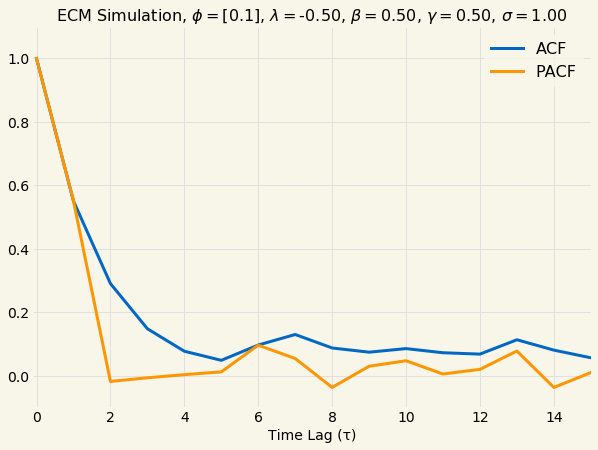 ECM Simulation, ϕ = [0.1], λ = -0.50, β = 0.50, γ = 0.50, σ = 1.00
ACF
PACF
1.0
0.8
0.6
0.4
0.2
0.0
0 2 4 6 8 10 12 14
Time Lag (τ)